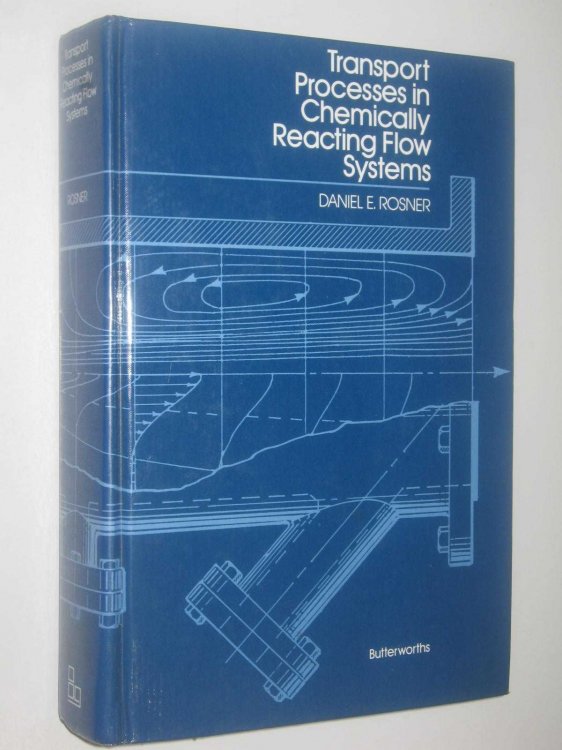 Transport
Processes in
Chemically
Reacting Flow
Systems
ROSNER
Transport
Processes in
Chemically
Reacting Flow
Systems
DANIEL E. ROSNER
Butterworths